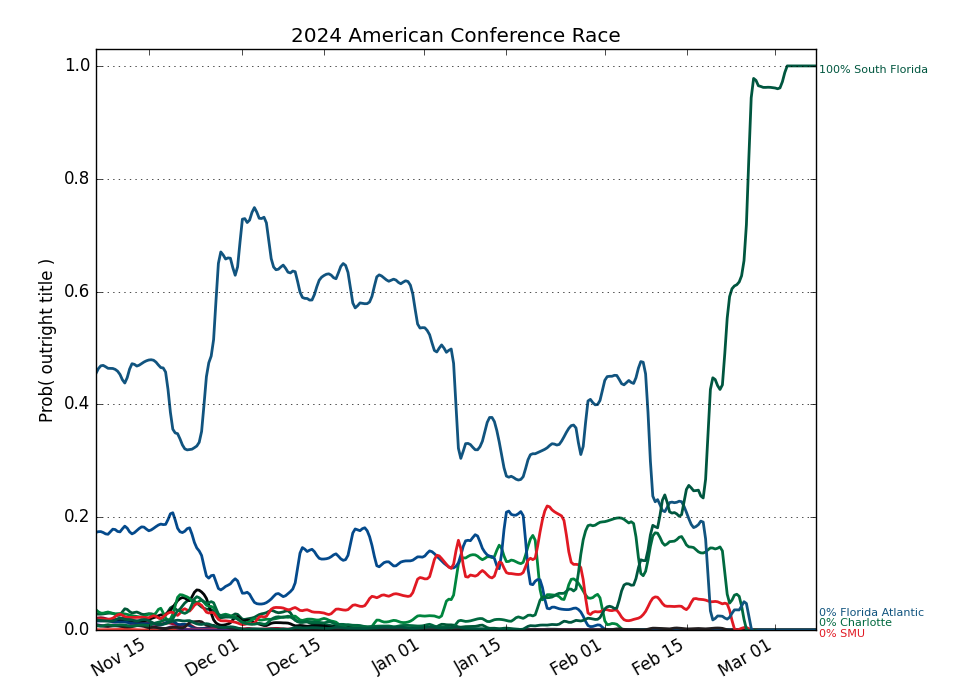 2024 American Conference Race
Prob( outright title )
1.0
0.8
0.6
0.4
0.2
0.0
Nov 15
Dec 01
Dec 15
Jan 01
Jan 15
Feb 01
Feb 15
Mar 01
100% South Florida
0% Florida Atlantic
0% Charlotte
0% SMU